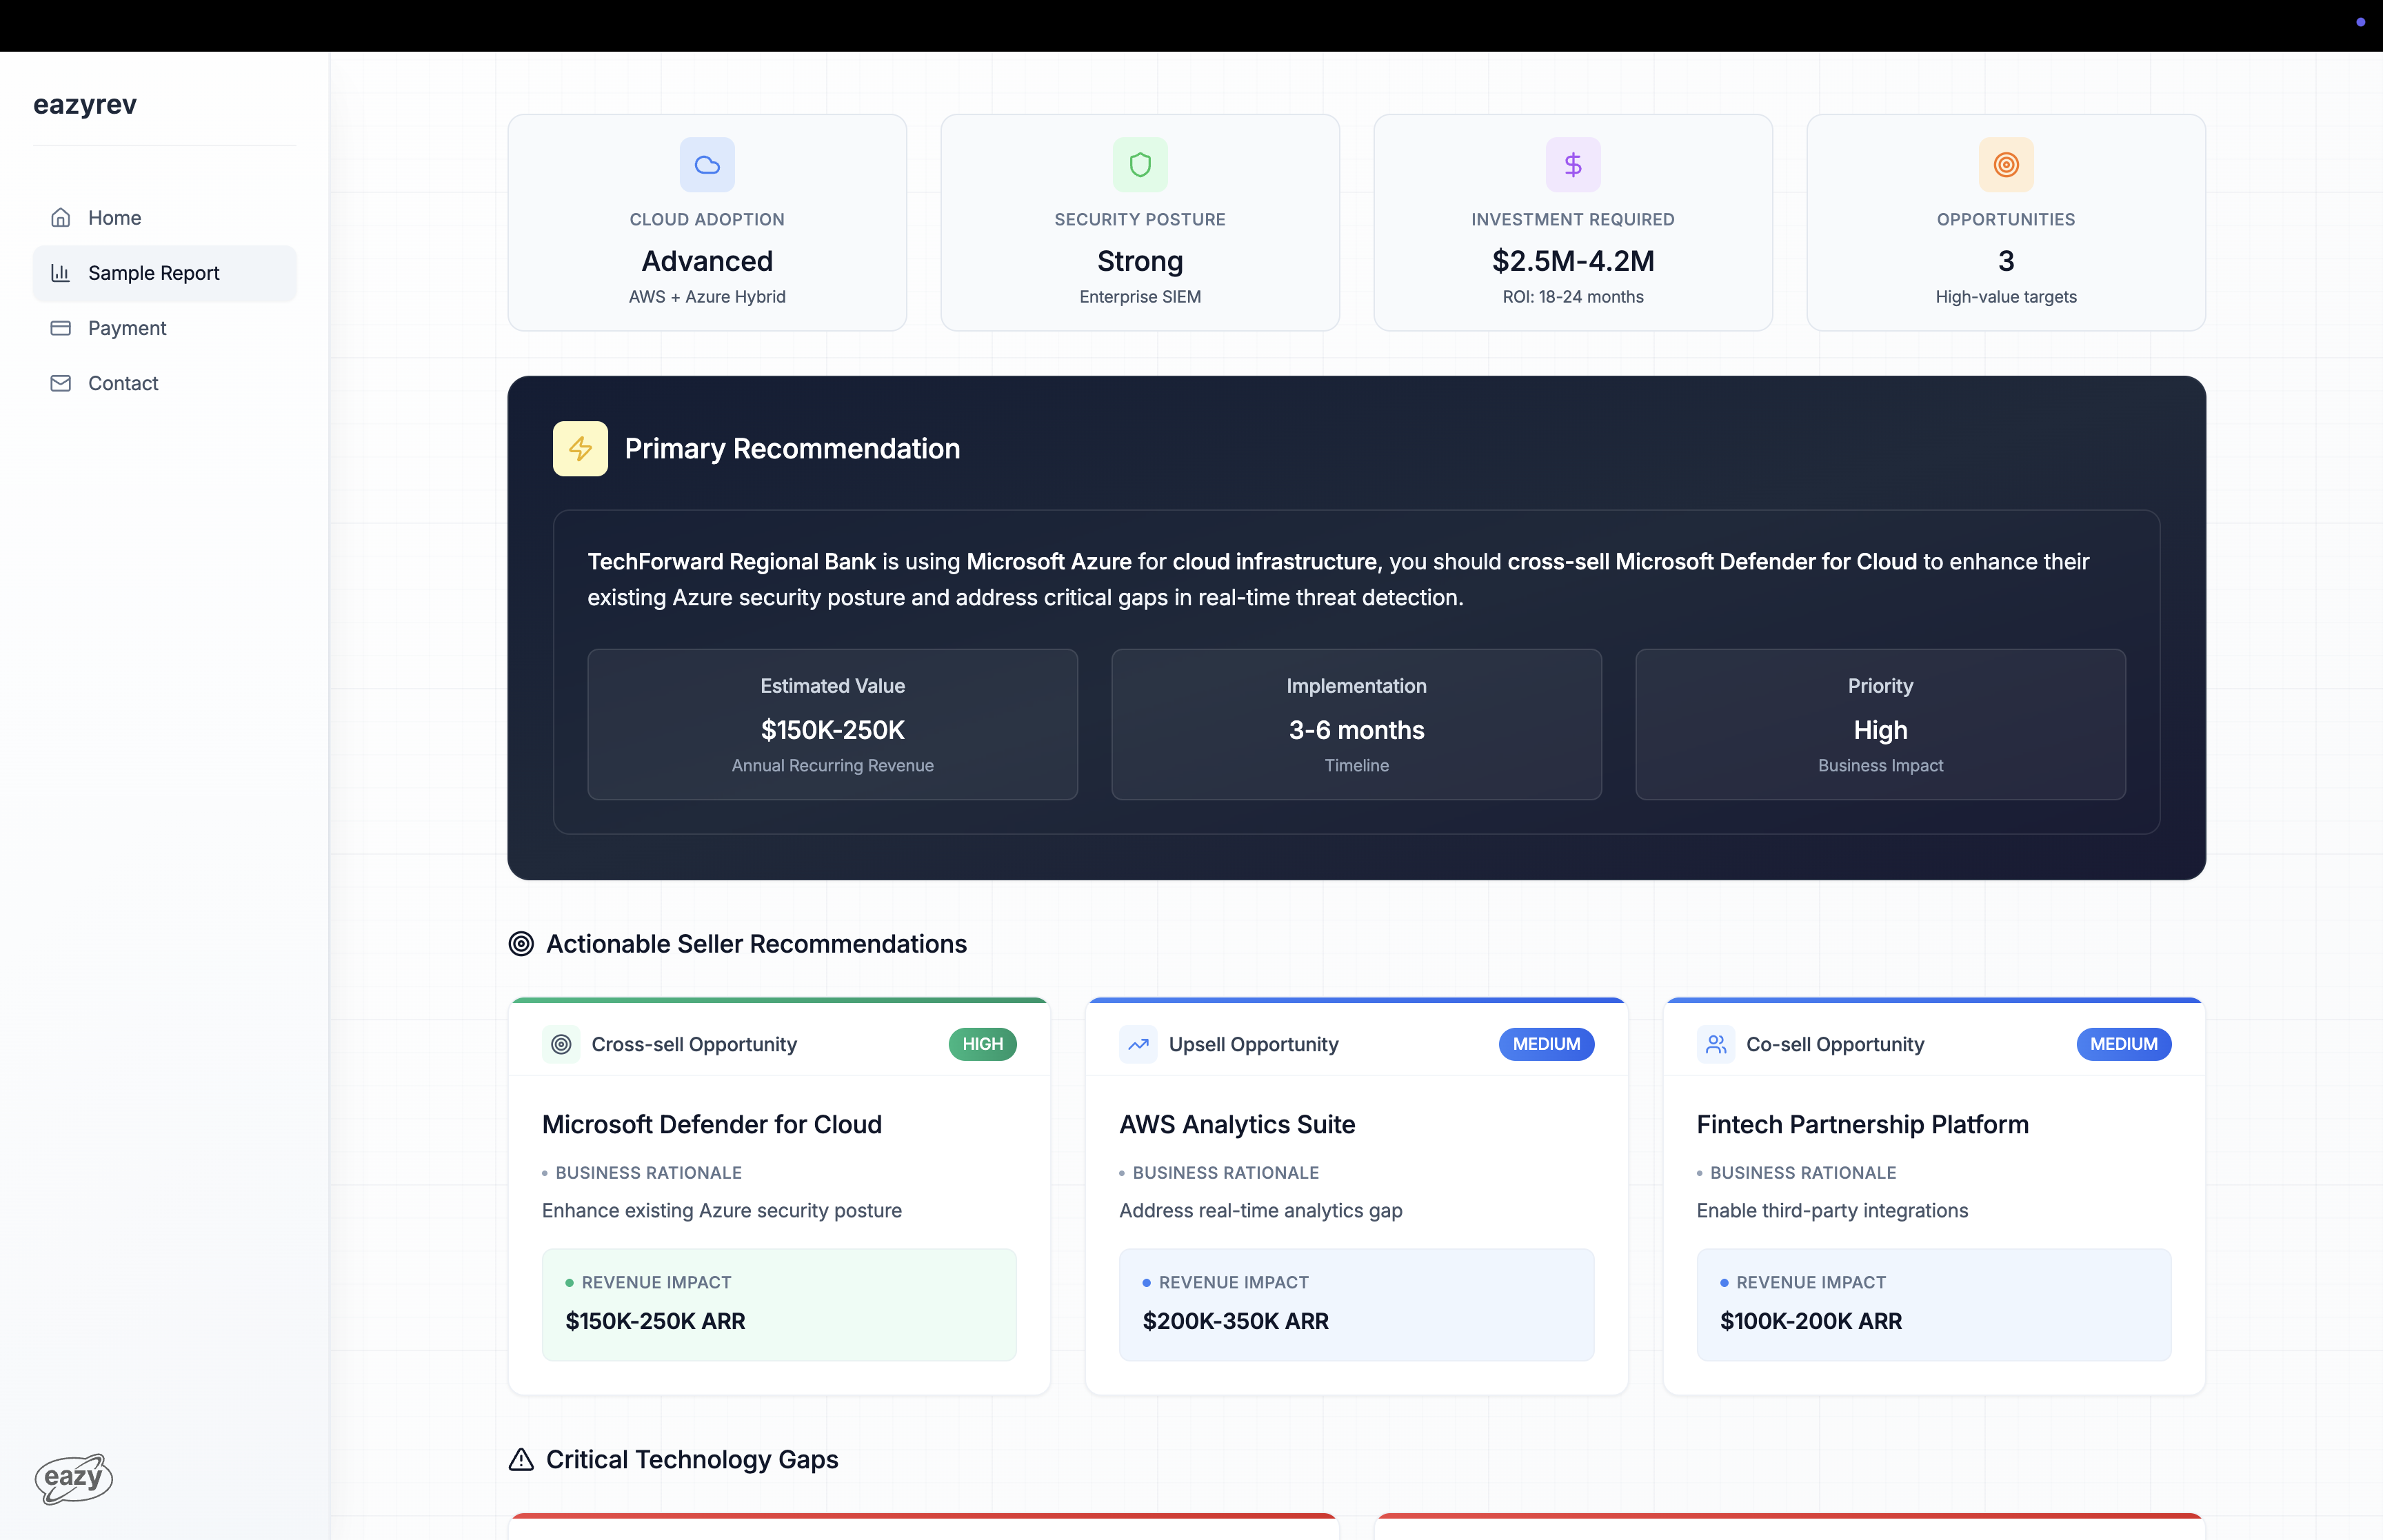 eazyrev
Home
Sample Report
Payment
Contact
eazy
CLOUD ADOPTION
Advanced
AWS + Azure Hybrid
SECURITY POSTURE
Strong
Enterprise SIEM
INVESTMENT REQUIRED
$2.5M-4.2M
ROI: 18-24 months
OPPORTUNITIES
3
High-value targets
Primary Recommendation
TechForward Regional Bank is using Microsoft Azure for cloud infrastructure, you should cross-sell Microsoft Defender for Cloud to enhance their
existing Azure security posture and address critical gaps in real-time threat detection.
Estimated Value
$150K-250K
Annual Recurring Revenue
Implementation
3-6 months
Timeline
Priority
High
Business Impact
Actionable Seller Recommendations
Cross-sell Opportunity
HIGH
Microsoft Defender for Cloud
• BUSINESS RATIONALE
Enhance existing Azure security posture
• REVENUE IMPACT
$150K-250K ARR
Upsell Opportunity
MEDIUM
AWS Analytics Suite
• BUSINESS RATIONALE
Address real-time analytics gap
• REVENUE IMPACT
$200K-350K ARR
Co-sell Opportunity
MEDIUM
Fintech Partnership Platform
• BUSINESS RATIONALE
Enable third-party integrations
• REVENUE IMPACT
$100K-200K ARR
Critical Technology Gaps